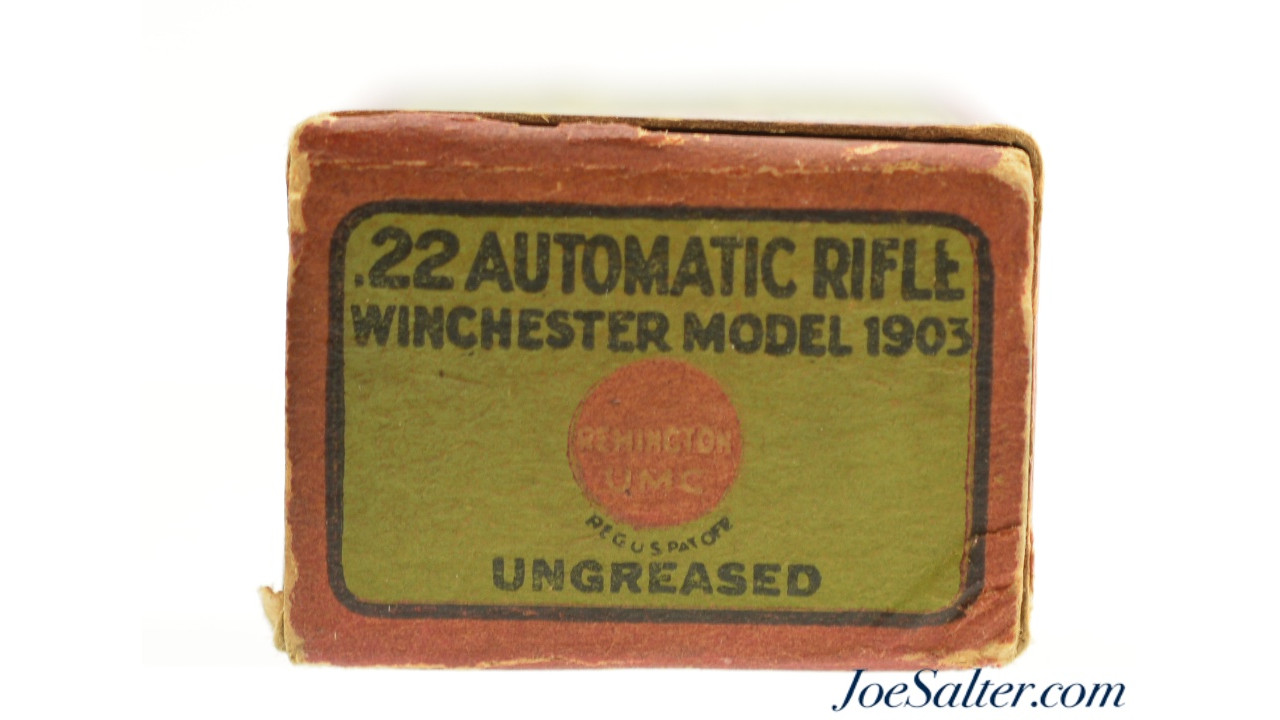 .22 AUTOMATIC RIFLE
WINCHESTER MODEL 1903
REMINGTON
UMC
REG U S PAT OFF
UNGREASED
JoeSalter.com